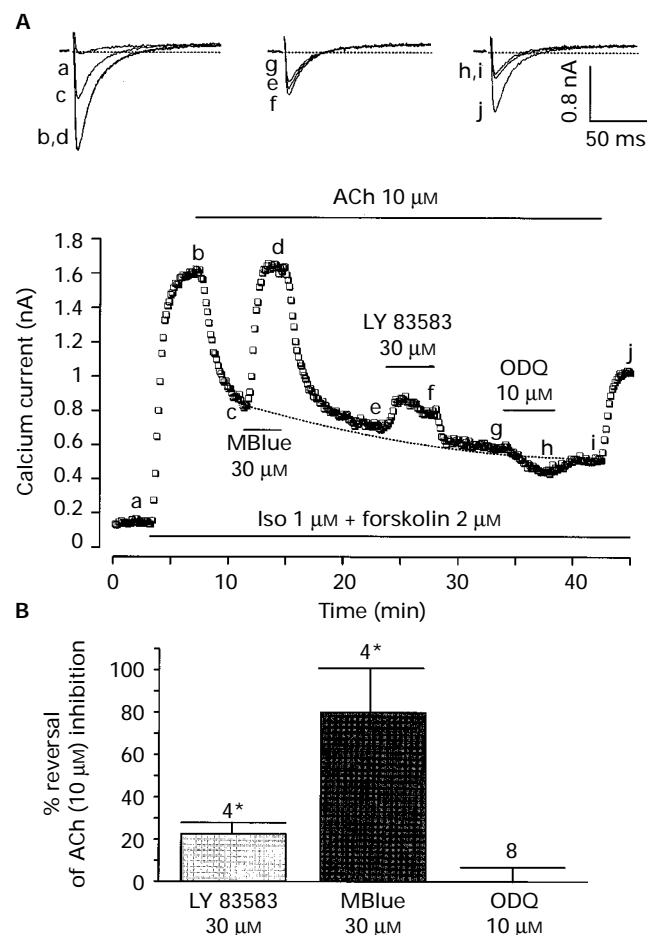 A
a
c
b,d
g
e
f
h,i
j
0.8 nA
50 ms
ACh 10 µM
Calcium current (nA)
1.8
1.6
1.4
1.2
1
0.8
0.6
0.4
0.2
0
a
b
c
d
e
f
g
h
i
j
MBlue
30 µM
LY 83583
30 µM
ODQ
10 µM
Iso 1 µM + forskolin 2 µM
0
10
20
30
40
Time (min)
B
% reversal
of ACh (10 µM) inhibition
100
80
60
40
20
0
4*
4*
8
LY 83583
30 µM
MBlue
30 µM
ODQ
10 µM